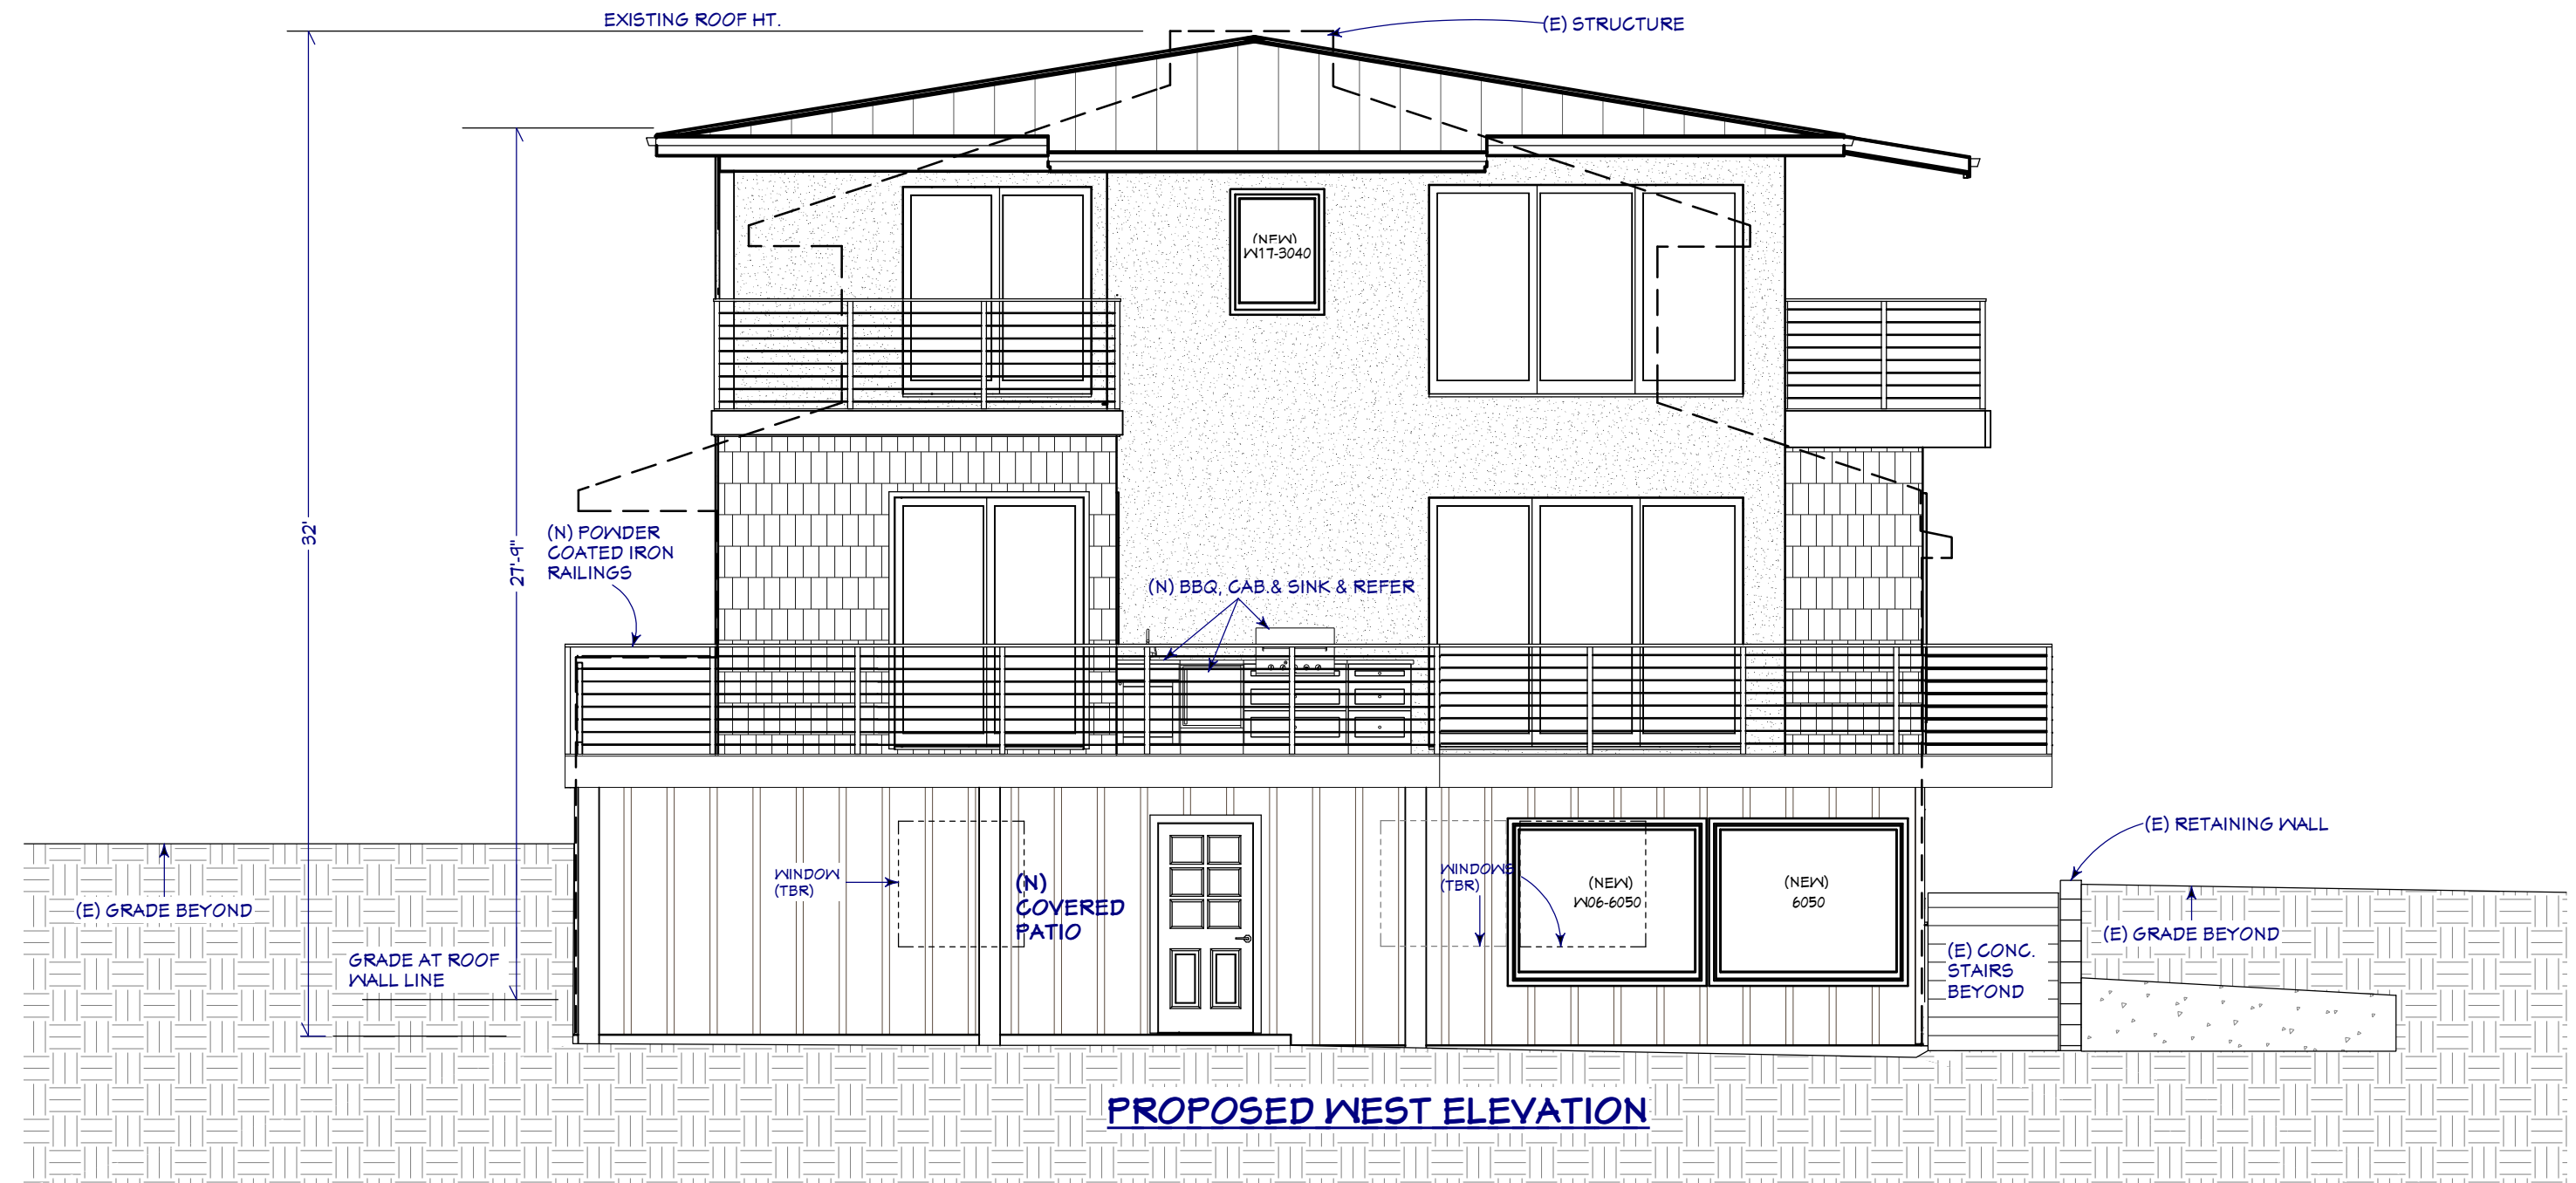 EXISTING ROOF HT.
(E) STRUCTURE
(NEW)
W17-3040
32'
27'-9"
(N) POWDER
COATED IRON
RAILINGS
(N) BBQ, CAB.& SINK & REFER
(E) RETAINING WALL
WINDOW
(TBR)
(N)
COVERED
PATIO
WINDOWS
(TBR)
(NEW)
W06-6050
(NEW)
6050
(E) GRADE BEYOND
(E) GRADE BEYOND
GRADE AT ROOF
WALL LINE
(E) CONC.
STAIRS
BEYOND
PROPOSED WEST ELEVATION